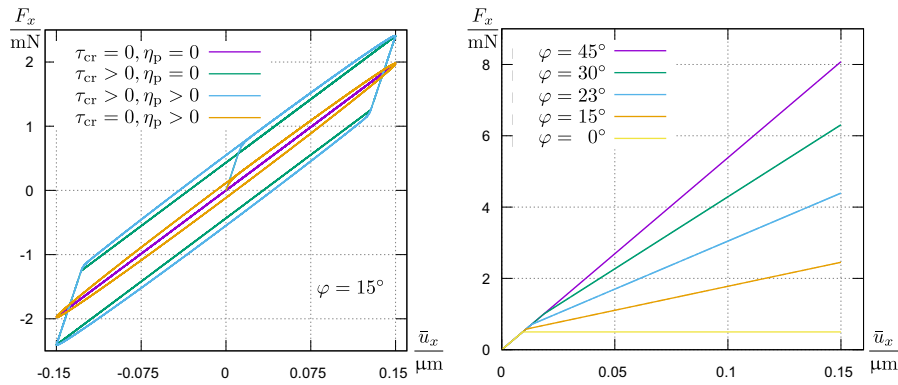 F_x
mN
τ_cr = 0, η_p = 0
τ_cr > 0, η_p = 0
τ_cr > 0, η_p > 0
τ_cr = 0, η_p > 0
2
1
0
-1
-2
φ = 15°
-0.15 -0.075 0 0.075 0.15
ū_x
μm
F_x
mN
φ = 45°
φ = 30°
φ = 23°
φ = 15°
φ = 0°
8
6
4
2
0
0 0.05 0.1 0.15
ū_x
μm